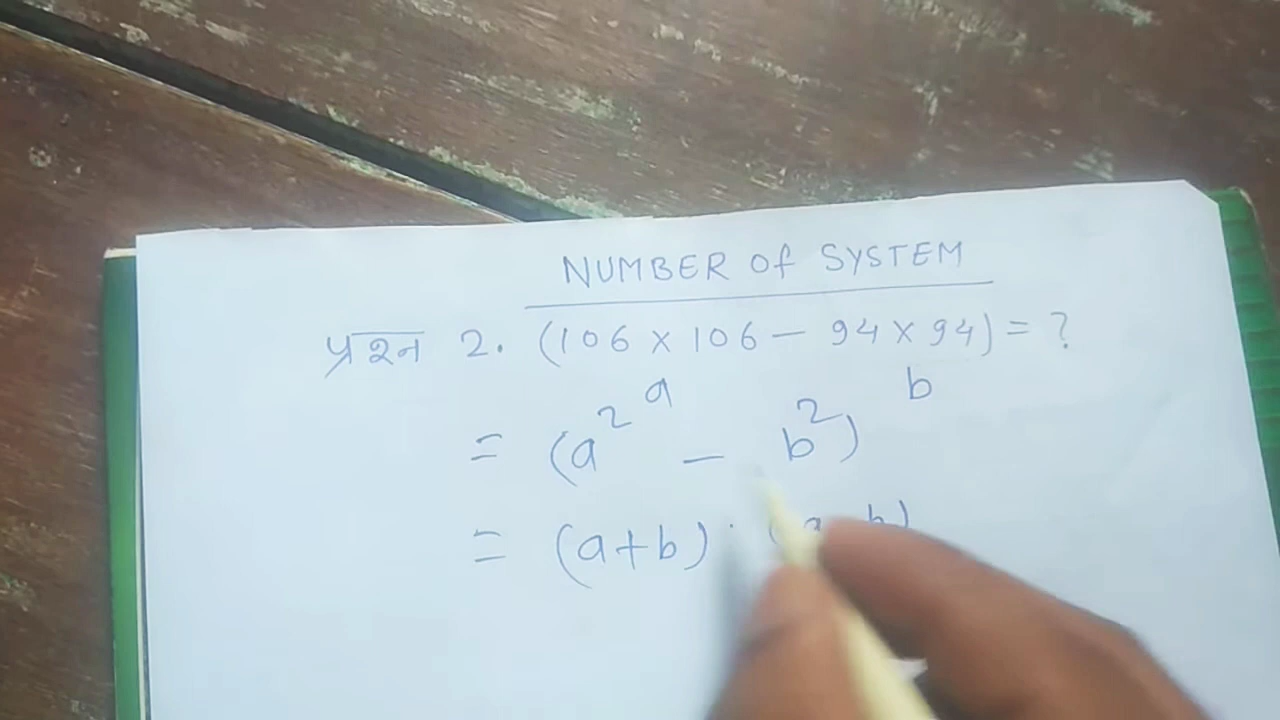 NUMBER Of SYSTEM
प्रश्न 2. (106 x 106 - 94 x 94) = ?
a b
= (a² - b²)
= (a+b) · (a-b)